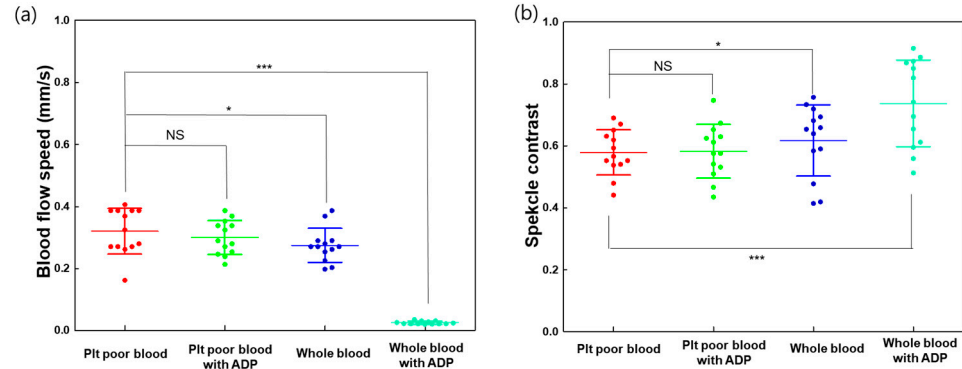 (a)
Blood flow speed (mm/s)
1.0
0.8
0.6
0.4
0.2
0.0
***
*
NS
Plt poor blood
Plt poor blood
with ADP
Whole blood
Whole blood
with ADP
(b)
Spekcle contrast
1.0
0.8
0.6
0.4
0.2
0.0
*
NS
***
Plt poor blood
Plt poor blood
with ADP
Whole blood
Whole blood
with ADP